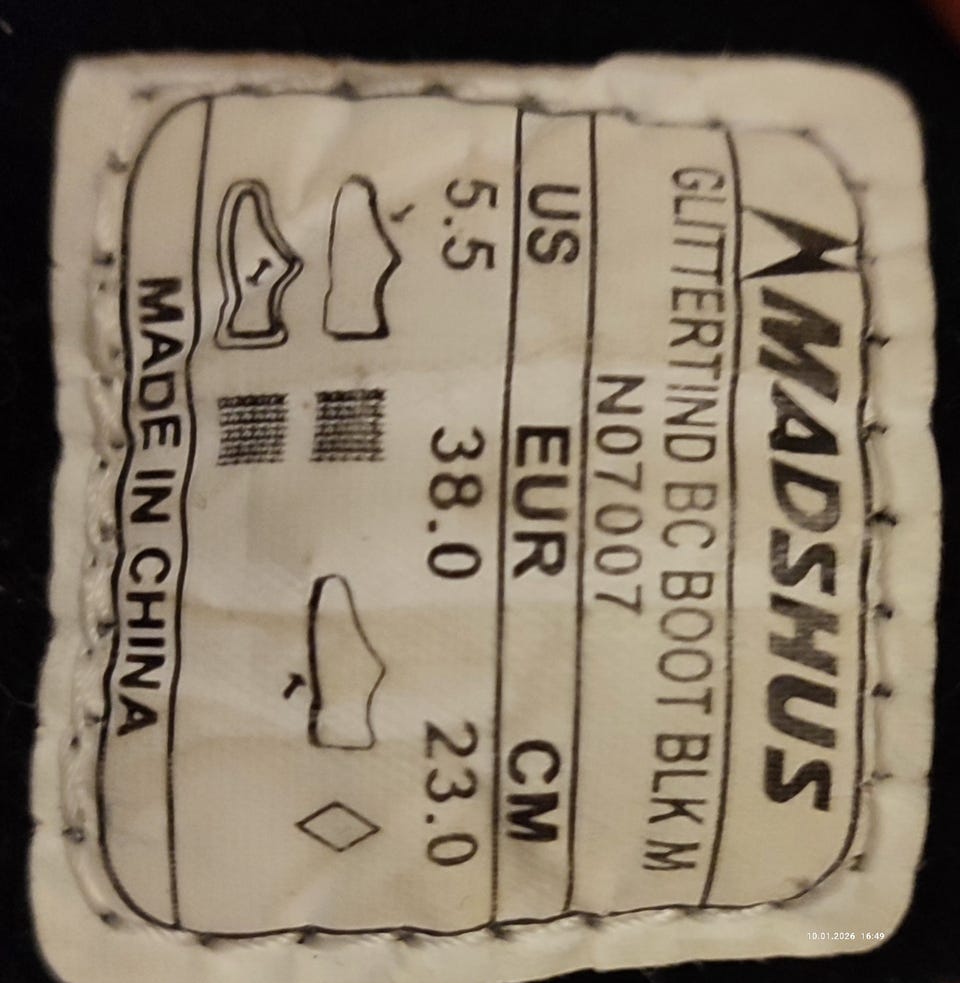 MADSHUS
GLITTERTIND BC BOOT BLK M
N07007
US EUR CM
5.5 38.0 23.0
MADE IN CHINA
10.01.2026 16:49